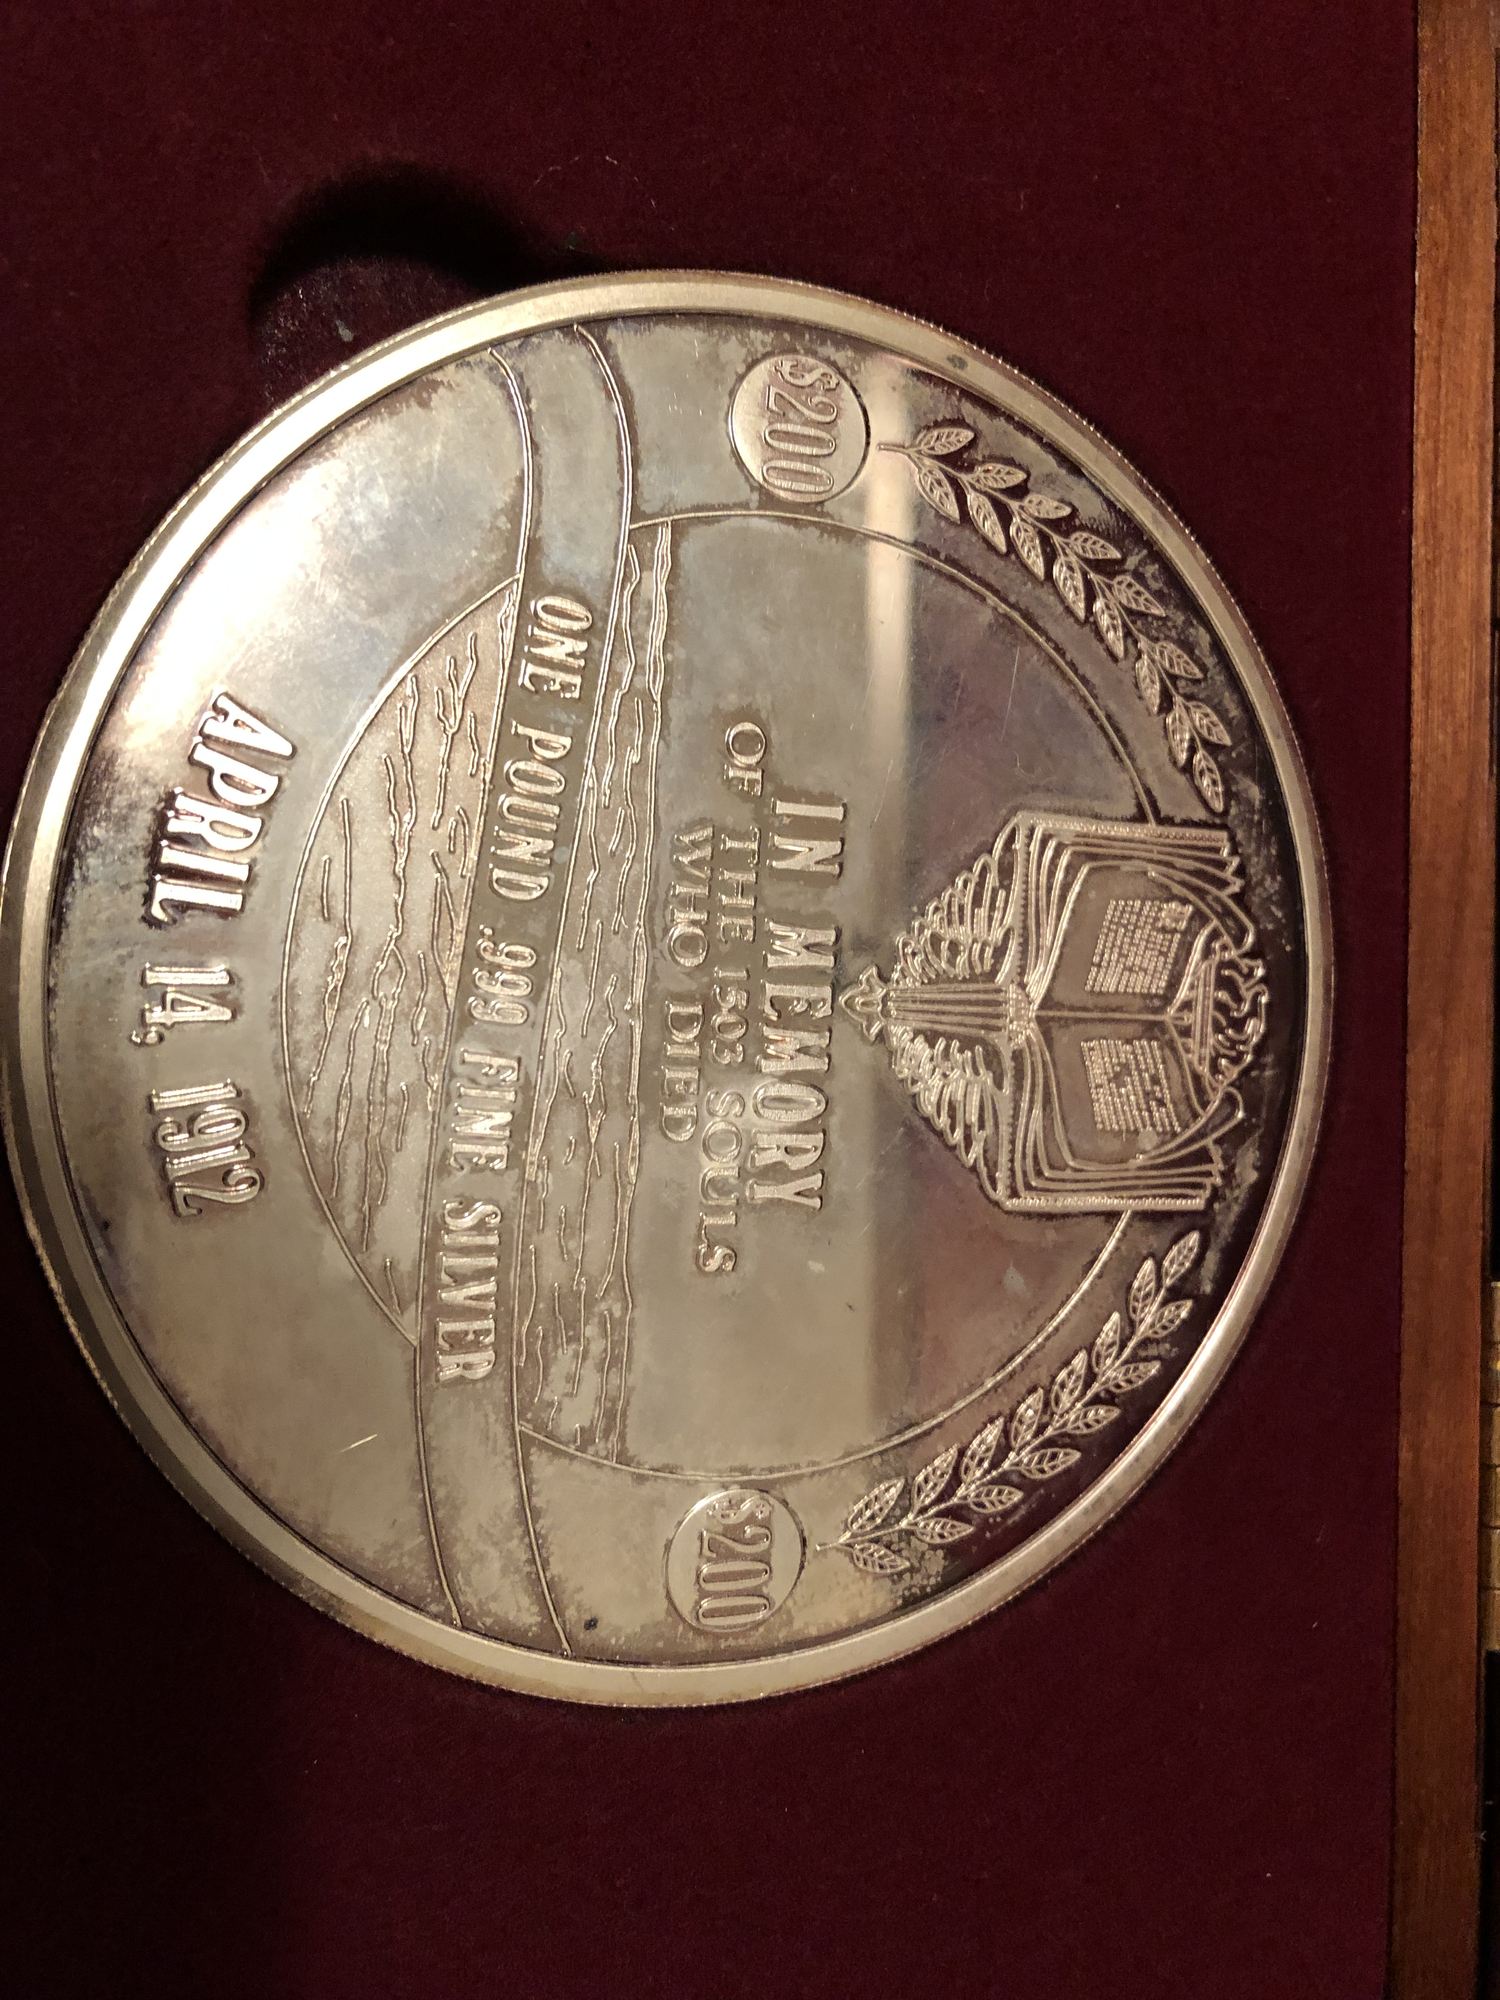 $200
$200
IN MEMORY
OF THE 1503 SOULS
WHO DIED
ONE POUND .999 FINE SILVER
APRIL 14, 1912